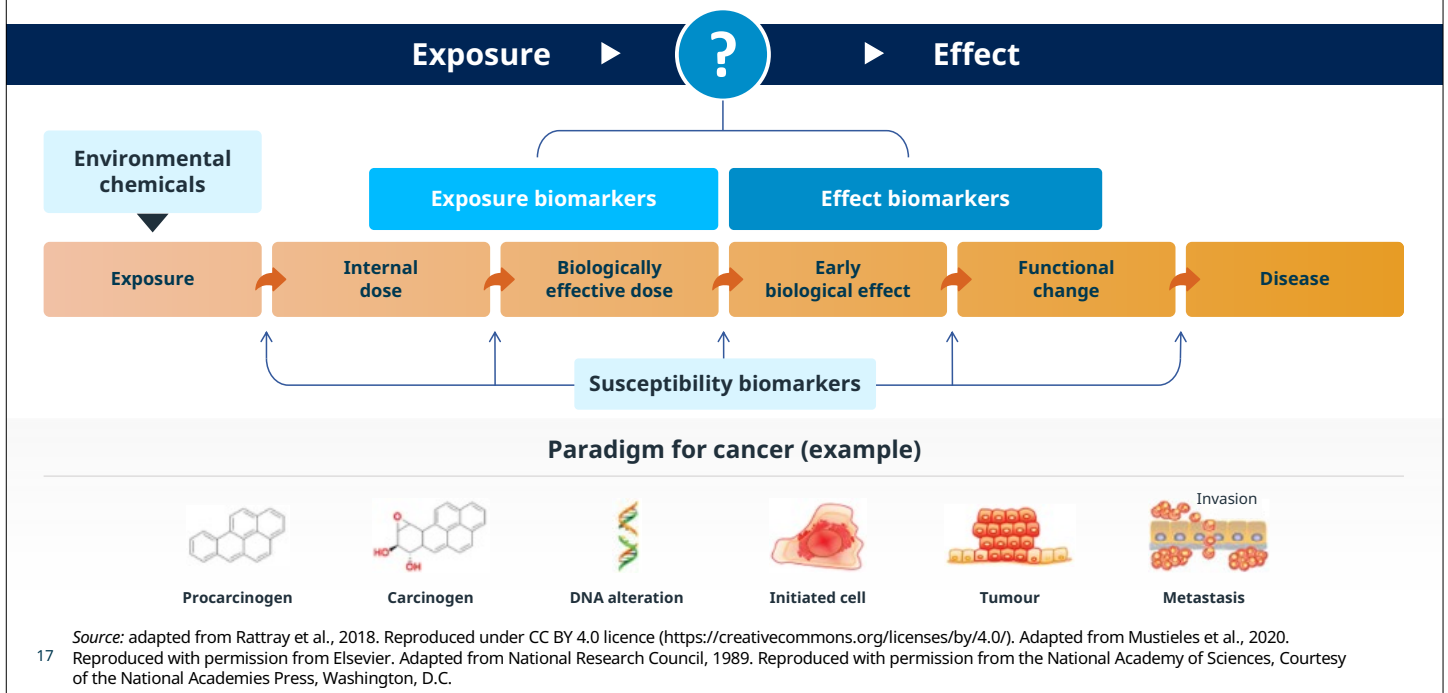 Exposure ▶ ? ▶ Effect
Environmental
chemicals
Exposure biomarkers
Effect biomarkers
Exposure
Internal
dose
Biologically
effective dose
Early
biological effect
Functional
change
Disease
Susceptibility biomarkers
Paradigm for cancer (example)
O
HO
OH
Invasion
Procarcinogen
Carcinogen
DNA alteration
Initiated cell
Tumour
Metastasis
Source: adapted from Rattray et al., 2018. Reproduced under CC BY 4.0 licence (https://creativecommons.org/licenses/by/4.0/). Adapted from Mustieles et al., 2020.
17 Reproduced with permission from Elsevier. Adapted from National Research Council, 1989. Reproduced with permission from the National Academy of Sciences, Courtesy
of the National Academies Press, Washington, D.C.